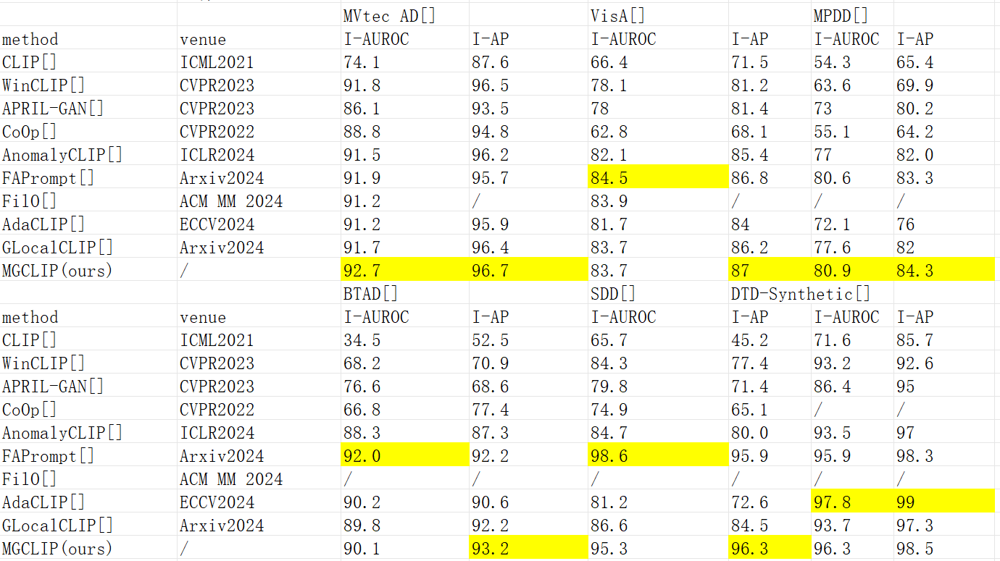 MVtec AD[] VisA[] MPDD[]
method venue I-AUROC I-AP I-AUROC I-AP I-AUROC I-AP
CLIP[] ICML2021 74.1 87.6 66.4 71.5 54.3 65.4
WinCLIP[] CVPR2023 91.8 96.5 78.1 81.2 63.6 69.9
APRIL-GAN[] CVPR2023 86.1 93.5 78 81.4 73 80.2
CoOp[] CVPR2022 88.8 94.8 62.8 68.1 55.1 64.2
AnomalyCLIP[] ICLR2024 91.5 96.2 82.1 85.4 77 82.0
FAPrompt[] Arxiv2024 91.9 95.7 84.5 86.8 80.6 83.3
FilO[] ACM MM 2024 91.2 / 83.9 / / /
AdaCLIP[] ECCV2024 91.2 95.9 81.7 84 72.1 76
GLocalCLIP[] Arxiv2024 91.7 96.4 83.7 86.2 77.6 82
MGCLIP(ours) / 92.7 96.7 83.7 87 80.9 84.3
BTAD[] SDD[] DTD-Synthetic[]
method venue I-AUROC I-AP I-AUROC I-AP I-AUROC I-AP
CLIP[] ICML2021 34.5 52.5 65.7 45.2 71.6 85.7
WinCLIP[] CVPR2023 68.2 70.9 84.3 77.4 93.2 92.6
APRIL-GAN[] CVPR2023 76.6 68.6 79.8 71.4 86.4 95
CoOp[] CVPR2022 66.8 77.4 74.9 65.1 / /
AnomalyCLIP[] ICLR2024 88.3 87.3 84.7 80.0 93.5 97
FAPrompt[] Arxiv2024 92.0 92.2 98.6 95.9 95.9 98.3
FilO[] ACM MM 2024 / / / / / /
AdaCLIP[] ECCV2024 90.2 90.6 81.2 72.6 97.8 99
GLocalCLIP[] Arxiv2024 89.8 92.2 86.6 84.5 93.7 97.3
MGCLIP(ours) / 90.1 93.2 95.3 96.3 96.3 98.5